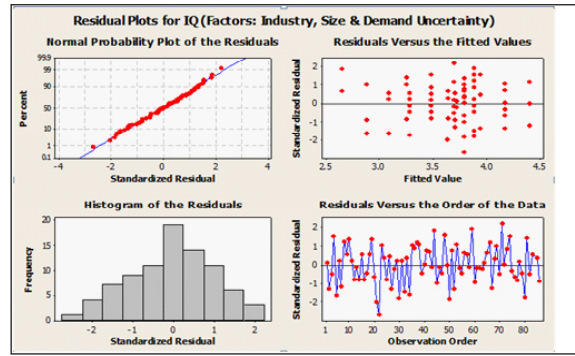 Residual Plots for IQ (Factors: Industry, Size & Demand Uncertainty)
Normal Probability Plot of the Residuals
Percent
99.9
99
90
50
10
1
0.1
-4 -2 0 2 4
Standardized Residual
Residuals Versus the Fitted Values
Standardized Residual
2
1
0
-1
-2
2.5 3.0 3.5 4.0 4.5
Fitted Value
Histogram of the Residuals
Frequency
20
15
10
5
0
-2 -1 0 1 2
Standardized Residual
Residuals Versus the Order of the Data
Standardized Residual
2
1
0
-1
-2
1 10 20 30 40 50 60 70 80
Observation Order